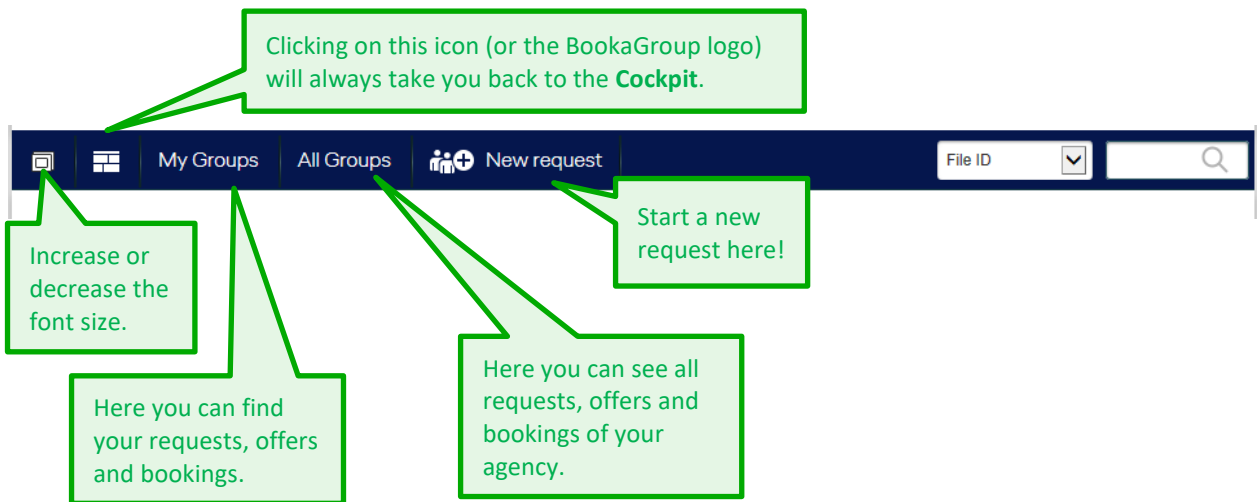 Clicking on this icon (or the BookaGroup logo)
will always take you back to the Cockpit.
My Groups
All Groups
New request
File ID
Increase or
decrease the
font size.
Start a new
request here!
Here you can find
your requests, offers
and bookings.
Here you can see all
requests, offers and
bookings of your
agency.